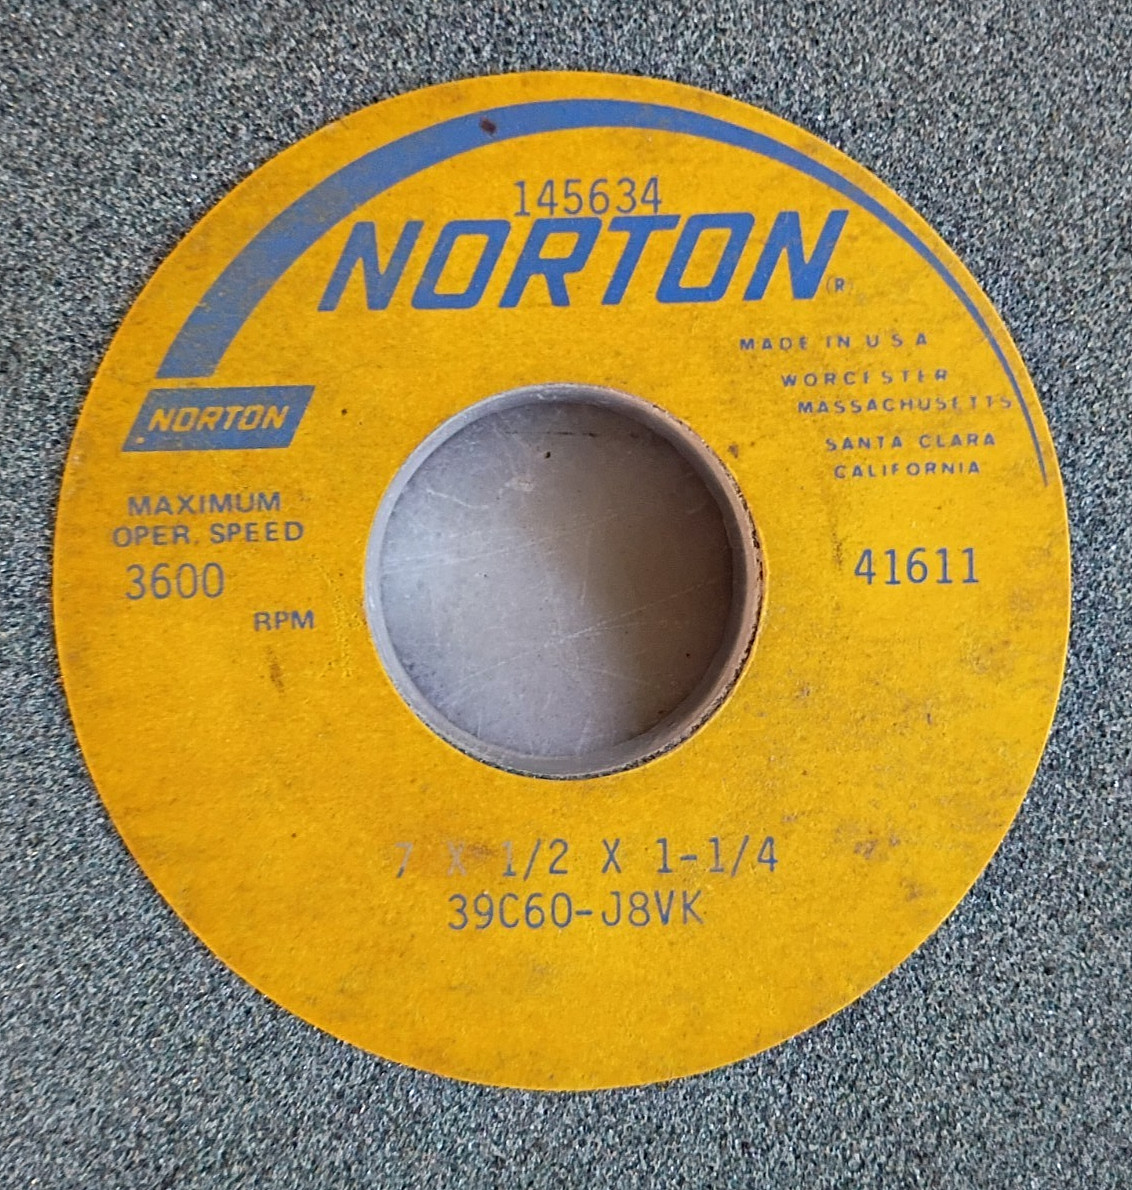 145634
NORTON
(R)
MADE IN U S A
WORCESTER
MASSACHUSETTS
SANTA CLARA
CALIFORNIA
NORTON
MAXIMUM
OPER. SPEED
3600
RPM
41611
7 X 1/2 X 1-1/4
39C60-J8VK